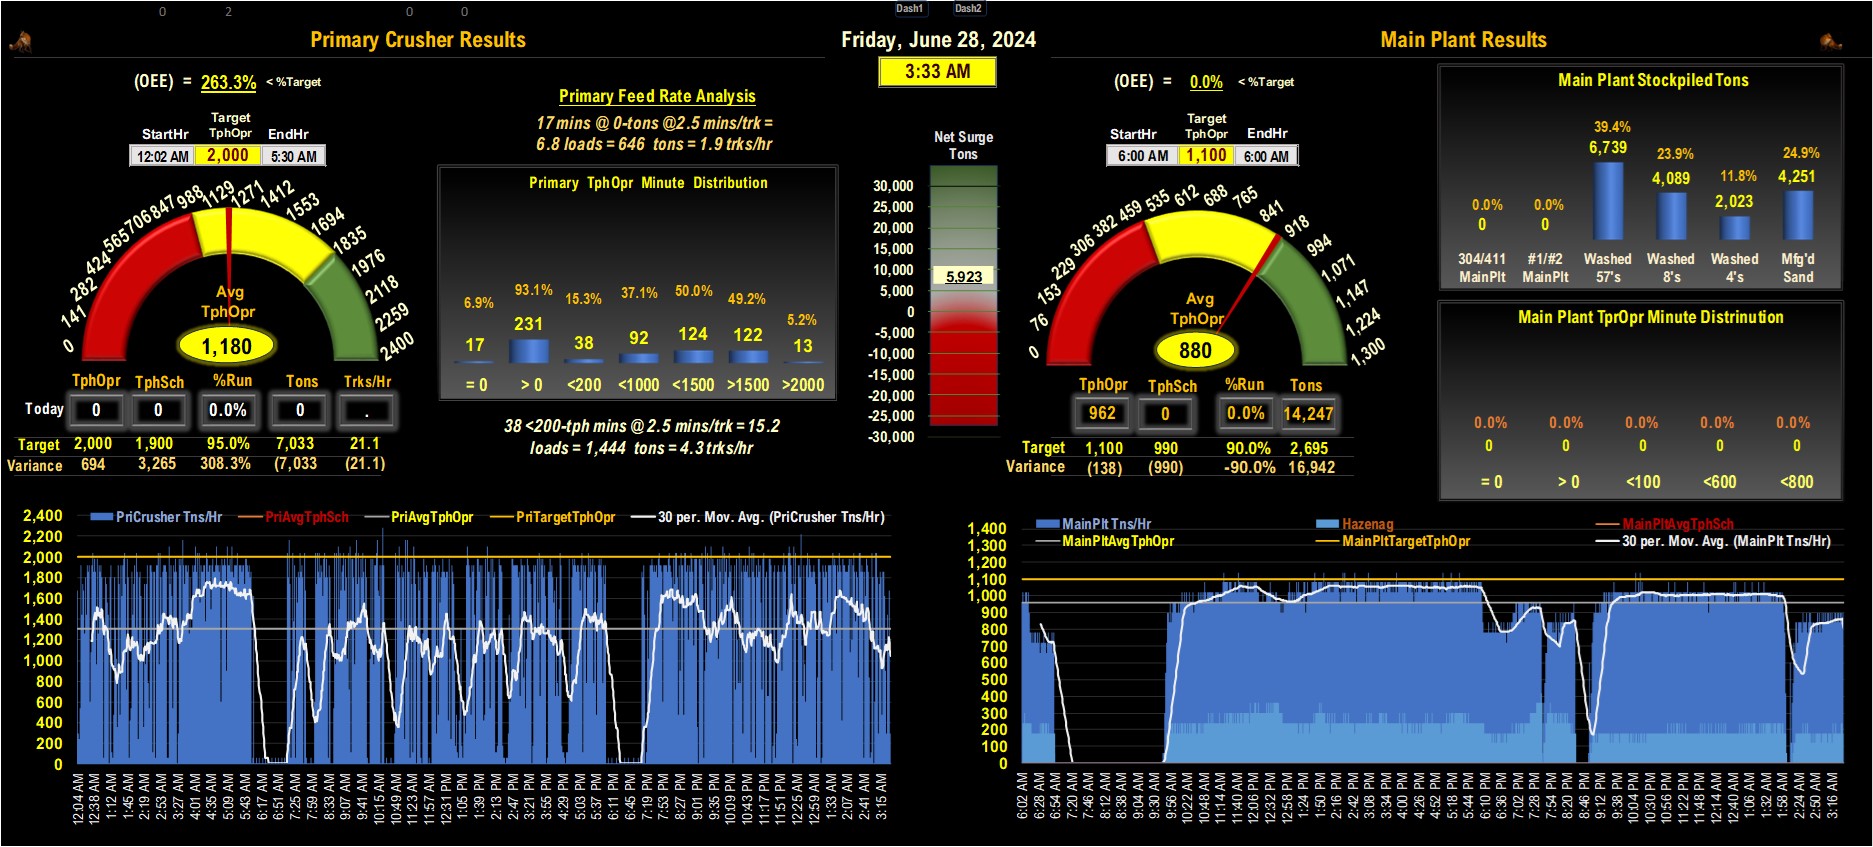 0 2 0 0
Dash1 Dash2
Primary Crusher Results
Friday, June 28, 2024
Main Plant Results
3:33 AM
(OEE) = 263.3% < %Target
Target
StartHr TphOpr EndHr
12:02 AM 2,000 5:30 AM
0 141 282 424 565 706 847 988 1129 1271 1412 1553 1694 1835 1976 2118 2259 2400
Avg
TphOpr
1,180
TphOpr TphSch %Run Tons Trks/Hr
Today 0 0 0.0% 0 .
Target 2,000 1,900 95.0% 7,033 21.1
Variance 694 3,265 308.3% (7,033 (21.1)
Primary Feed Rate Analysis
17 mins @ 0-tons @2.5 mins/trk =
6.8 loads = 646 tons = 1.9 trks/hr
Primary TphOpr Minute Distribution
6.9% 93.1% 15.3% 37.1% 50.0% 49.2% 5.2%
17 231 38 92 124 122 13
= 0 > 0 <200 <1000 <1500 >1500 >2000
38 <200-tph mins @ 2.5 mins/trk = 15.2
loads = 1,444 tons = 4.3 trks/hr
Net Surge
Tons
30,000
25,000
20,000
15,000
10,000
5,923
5,000
0
-5,000
-10,000
-15,000
-20,000
-25,000
-30,000
(OEE) = 0.0% < %Target
Target
StartHr TphOpr EndHr
6:00 AM 1,100 6:00 AM
0 76 153 229 306 382 459 535 612 688 765 841 918 994 1,071 1,147 1,224 1,300
Avg
TphOpr
880
TphOpr TphSch %Run Tons
962 0 0.0% 14,247
Target 1,100 990 90.0% 2,695
Variance (138) (990) -90.0% 16,942
Main Plant Stockpiled Tons
0.0% 0.0% 39.4% 23.9% 11.8% 24.9%
0 0 6,739 4,089 2,023 4,251
304/411 #1/#2 Washed Washed Washed Mfg'd
MainPlt MainPlt 57's 8's 4's Sand
Main Plant TprOpr Minute Distrinution
0.0% 0.0% 0.0% 0.0% 0.0%
0 0 0 0 0
= 0 > 0 <100 <600 <800
PriCrusher Tns/Hr PriAvgTphSch PriAvgTphOpr PriTargetTphOpr 30 per. Mov. Avg. (PriCrusher Tns/Hr)
2,400
2,200
2,000
1,800
1,600
1,400
1,200
1,000
800
600
400
200
0
12:04 AM 12:38 AM 1:12 AM 1:45 AM 2:19 AM 2:53 AM 3:27 AM 4:01 AM 4:35 AM 5:09 AM 5:43 AM 6:17 AM 6:51 AM 7:25 AM 7:59 AM 8:33 AM 9:07 AM 9:41 AM 10:15 AM 10:49 AM 11:23 AM 11:57 AM 12:31 PM 1:05 PM 1:39 PM 2:13 PM 2:47 PM 3:21 PM 3:55 PM 4:29 PM 5:03 PM 5:37 PM 6:11 PM 6:45 PM 7:19 PM 7:53 PM 8:27 PM 9:01 PM 9:35 PM 10:09 PM 10:43 PM 11:17 PM 11:51 PM 12:25 AM 12:59 AM 1:33 AM 2:07 AM 2:41 AM 3:15 AM
MainPlt Tns/Hr Hazenag MainPltAvgTphSch
MainPltAvgTphOpr MainPltTargetTphOpr 30 per. Mov. Avg. (MainPlt Tns/Hr)
1,400
1,300
1,200
1,100
1,000
900
800
700
600
500
400
300
200
100
0
6:02 AM 6:28 AM 6:54 AM 7:20 AM 7:46 AM 8:12 AM 8:38 AM 9:04 AM 9:30 AM 9:56 AM 10:22 AM 10:48 AM 11:14 AM 11:40 AM 12:06 PM 12:32 PM 12:58 PM 1:24 PM 1:50 PM 2:16 PM 2:42 PM 3:08 PM 3:34 PM 4:00 PM 4:26 PM 4:52 PM 5:18 PM 5:44 PM 6:10 PM 6:36 PM 7:02 PM 7:28 PM 7:54 PM 8:20 PM 8:46 PM 9:12 PM 9:38 PM 10:04 PM 10:30 PM 10:56 PM 11:22 PM 11:48 PM 12:14 AM 12:40 AM 1:06 AM 1:32 AM 1:58 AM 2:24 AM 2:50 AM 3:16 AM